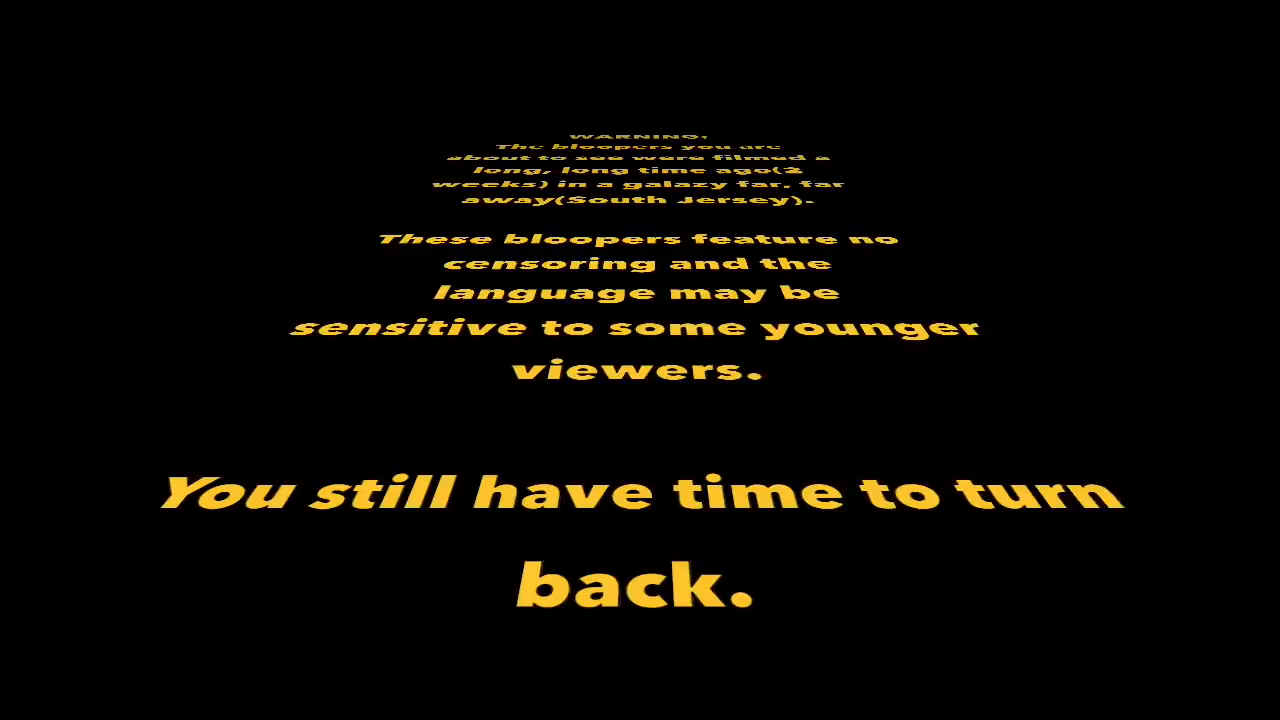 WARNING:
The bloopers you are
about to see were filmed a
long, long time ago(2
weeks) in a galazy far, far
away(South Jersey).
These bloopers feature no
censoring and the
language may be
sensitive to some younger
viewers.
You still have time to turn
back.